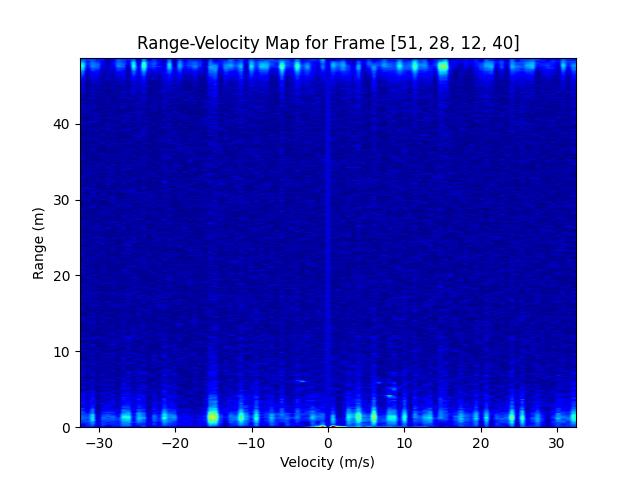 Range-Velocity Map for Frame [51, 28, 12, 40]
40
30
20
10
0
Range (m)
−30 −20 −10 0 10 20 30
Velocity (m/s)